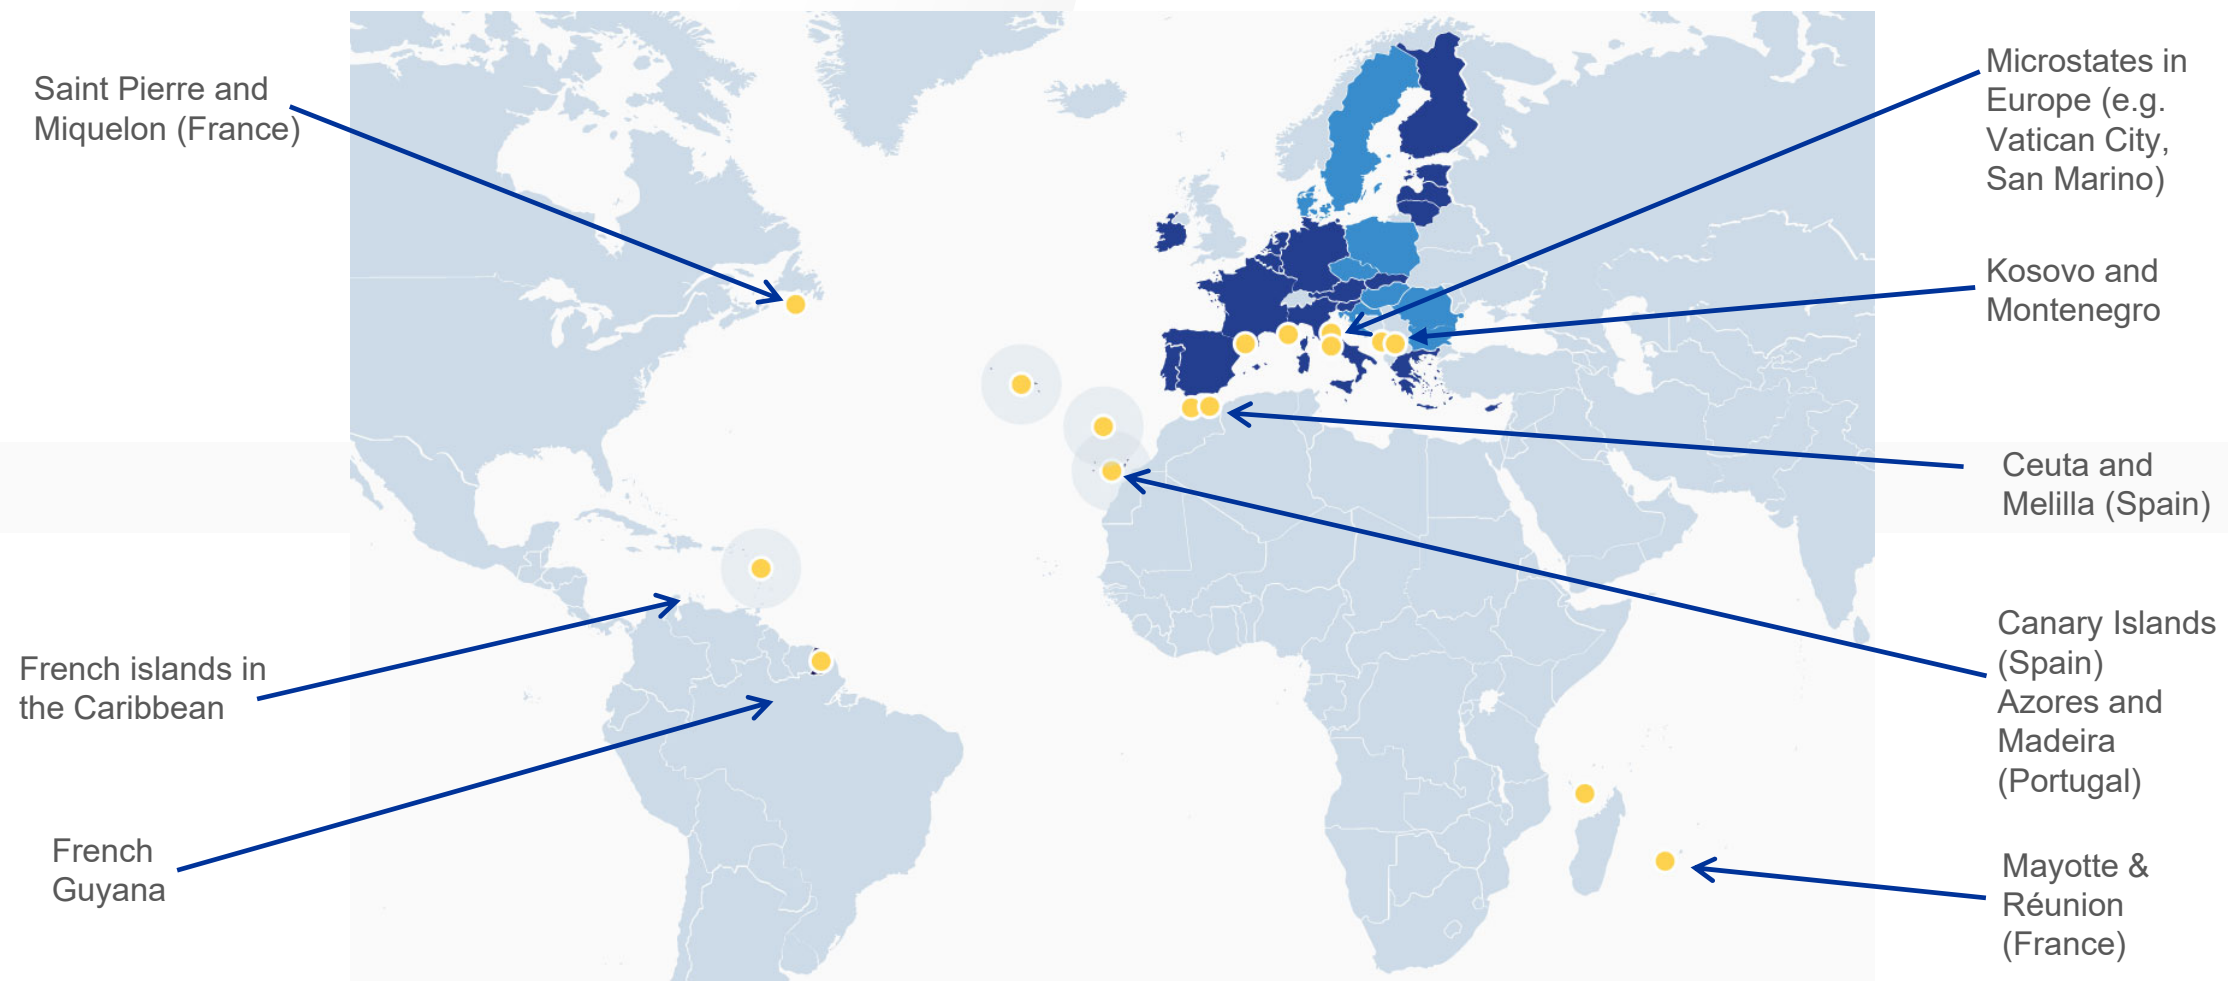 Saint Pierre and
Miquelon (France)
French islands in
the Caribbean
French
Guyana
Microstates in
Europe (e.g.
Vatican City,
San Marino)
Kosovo and
Montenegro
Ceuta and
Melilla (Spain)
Canary Islands
(Spain)
Azores and
Madeira
(Portugal)
Mayotte &
Réunion
(France)